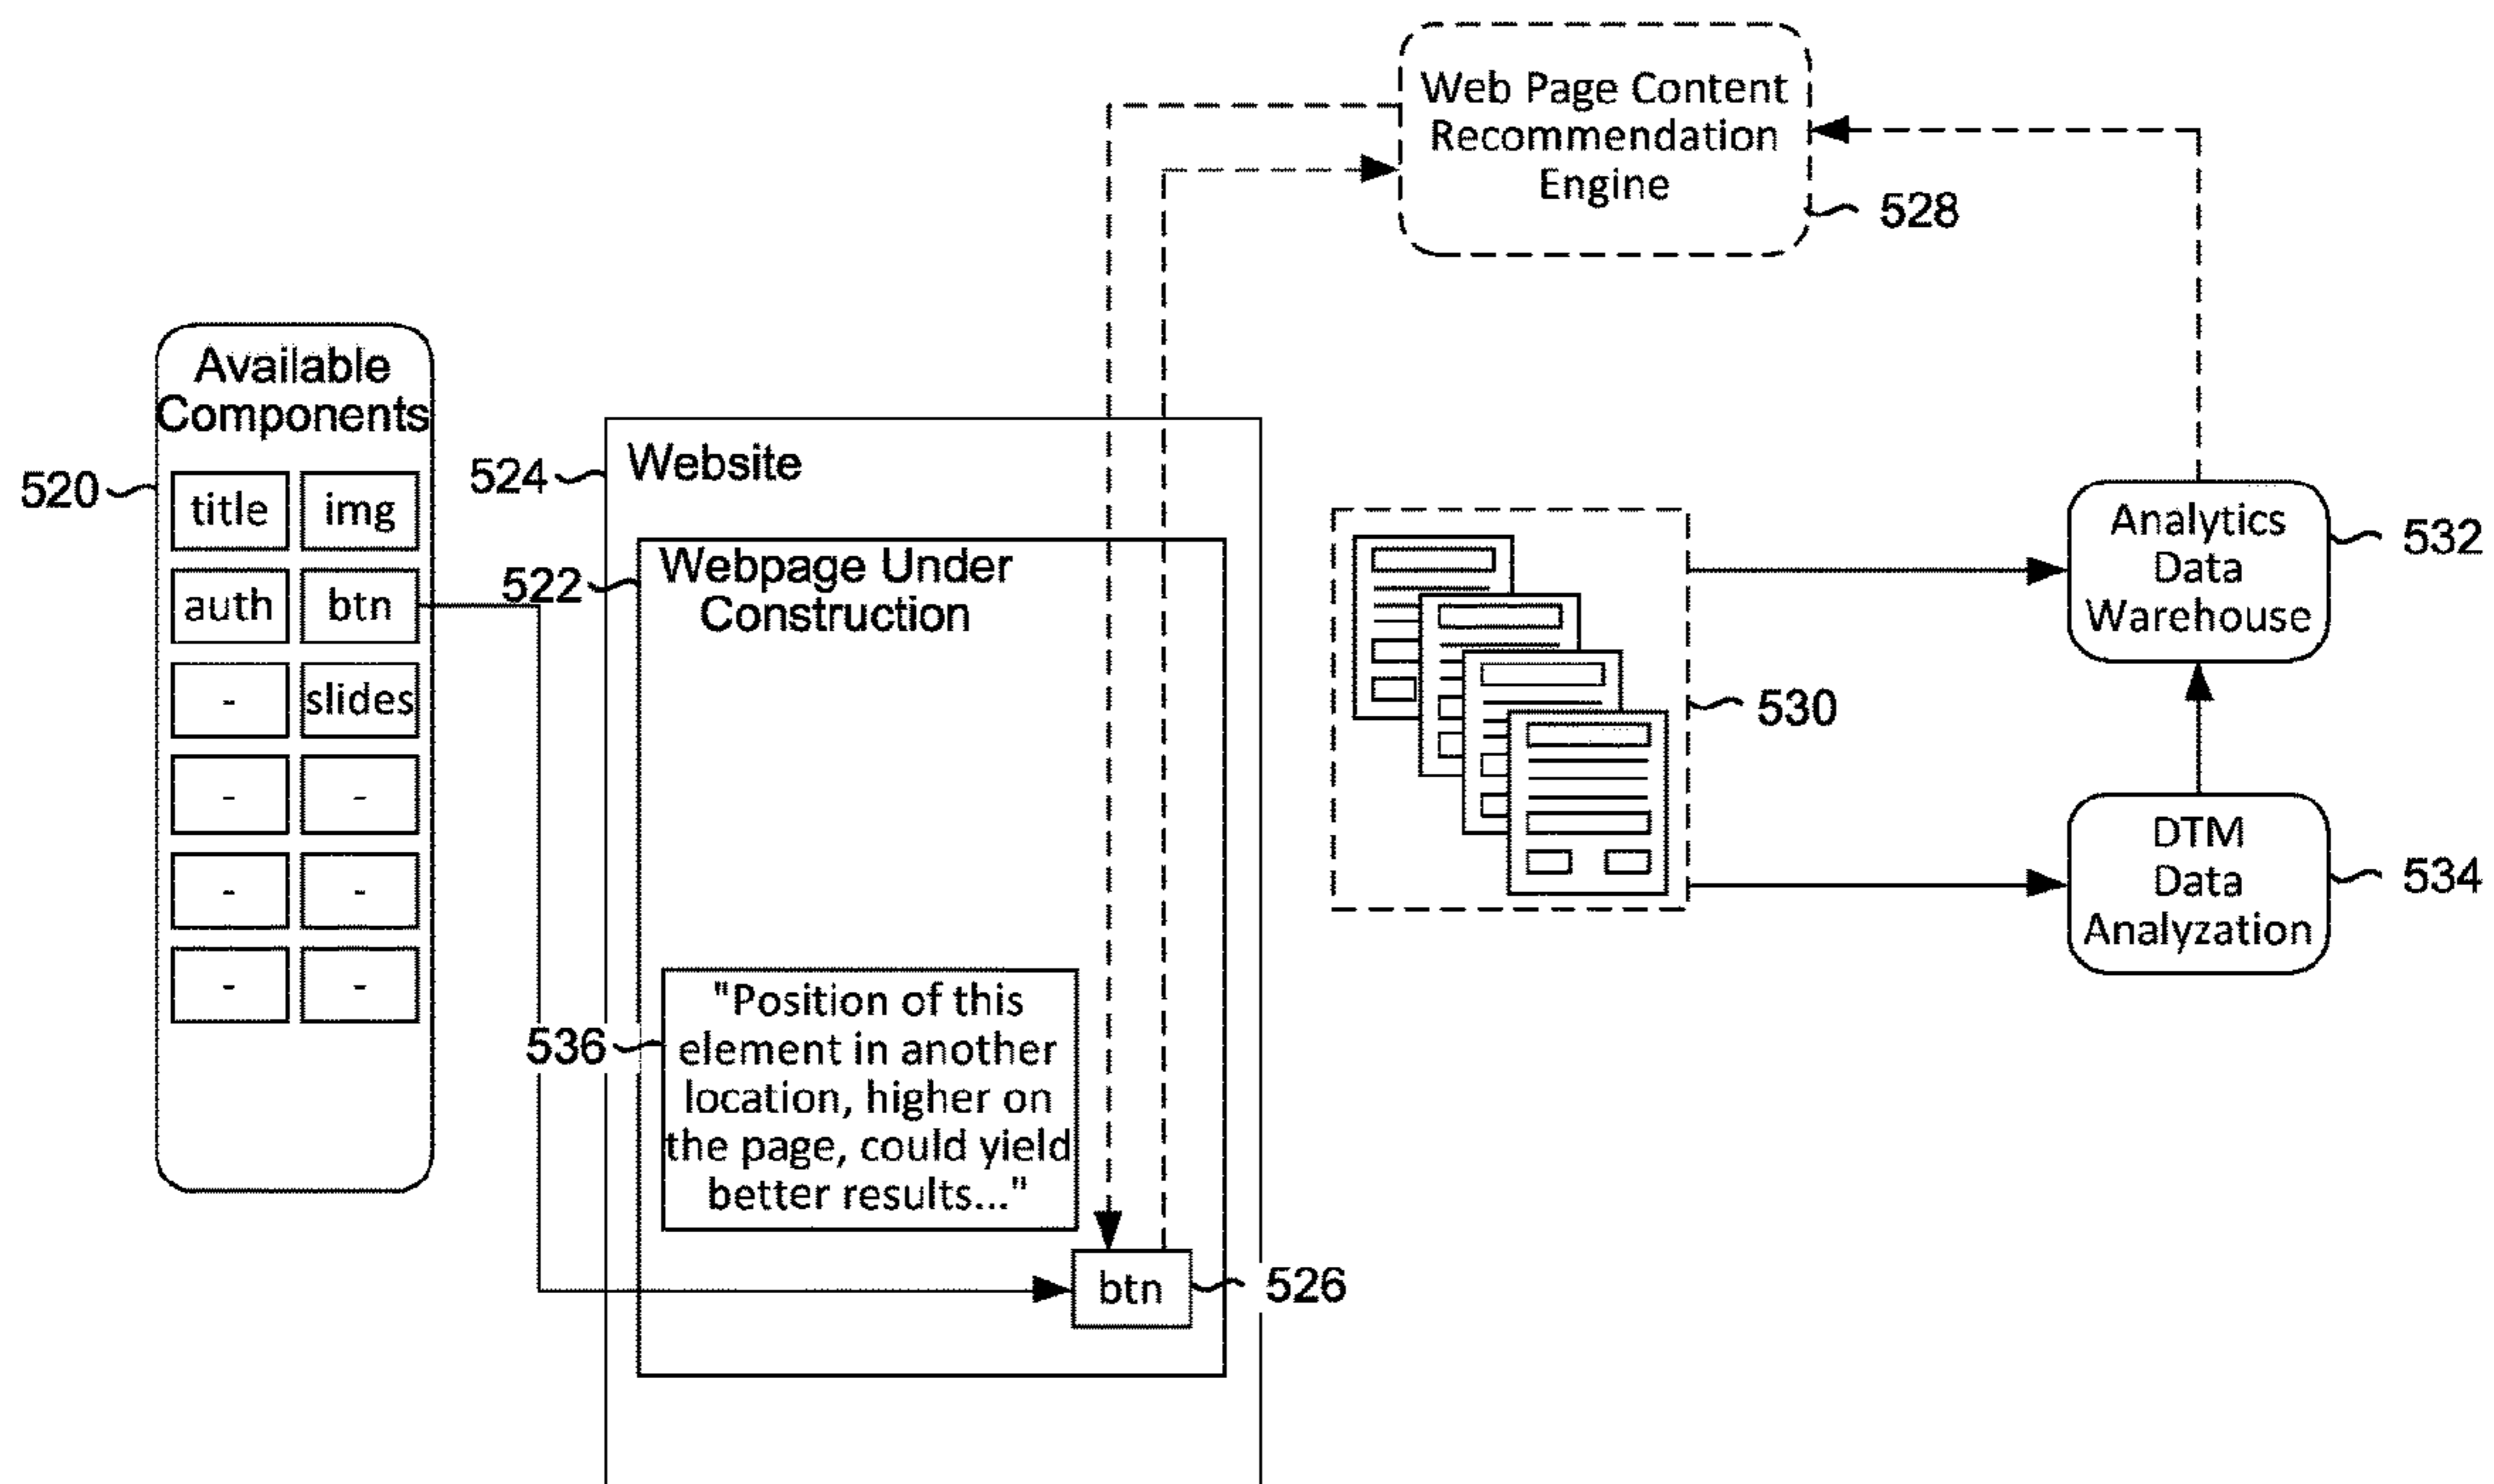 Web Page Content
Recommendation
Engine
528
Available
Components
520
title
img
auth
btn
-
slides
-
-
-
-
-
-
524
Website
522
Webpage Under
Construction
536
"Position of this
element in another
location, higher on
the page, could yield
better results..."
btn
526
530
Analytics
Data
Warehouse
532
DTM
Data
Analyzation
534